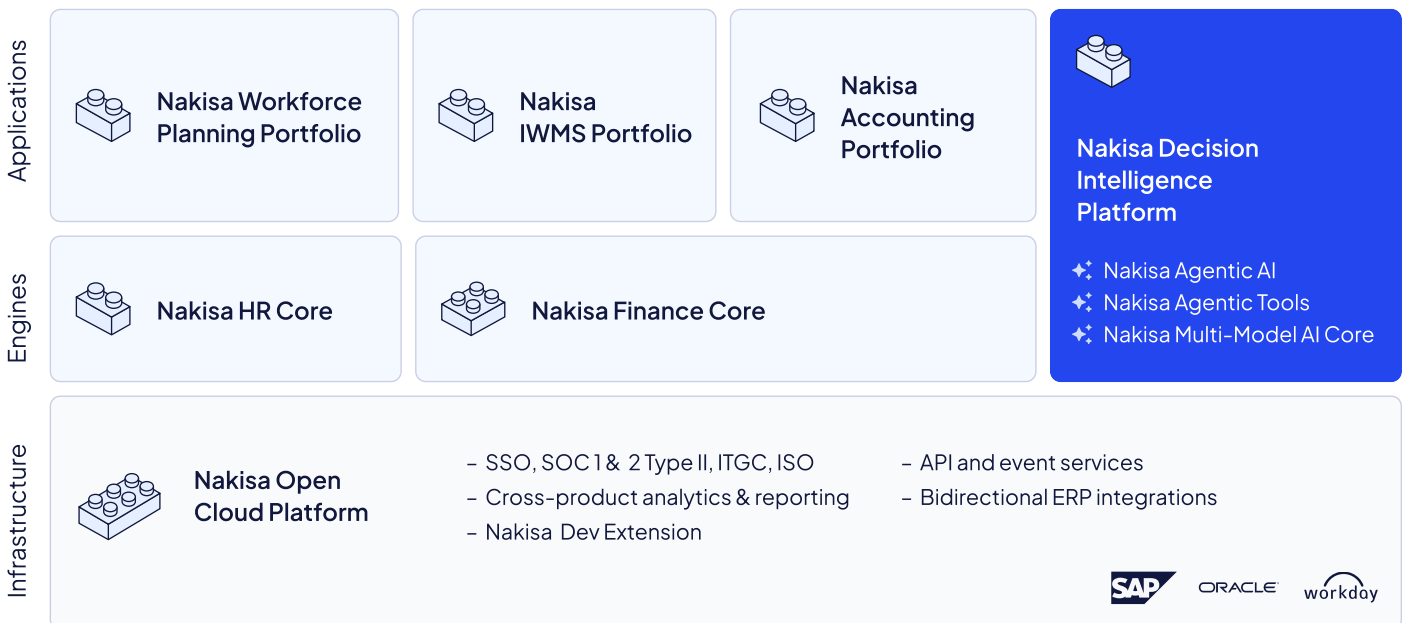 Applications
Nakisa Workforce
Planning Portfolio
Nakisa
IWMS Portfolio
Nakisa
Accounting
Portfolio
Nakisa Decision
Intelligence
Platform
Nakisa Agentic AI
Nakisa Agentic Tools
Nakisa Multi-Model AI Core
Engines
Nakisa HR Core
Nakisa Finance Core
Infrastructure
Nakisa Open
Cloud Platform
– SSO, SOC 1 & 2 Type II, ITGC, ISO
– Cross-product analytics & reporting
– Nakisa Dev Extension
– API and event services
– Bidirectional ERP integrations
SAP
ORACLE
workday